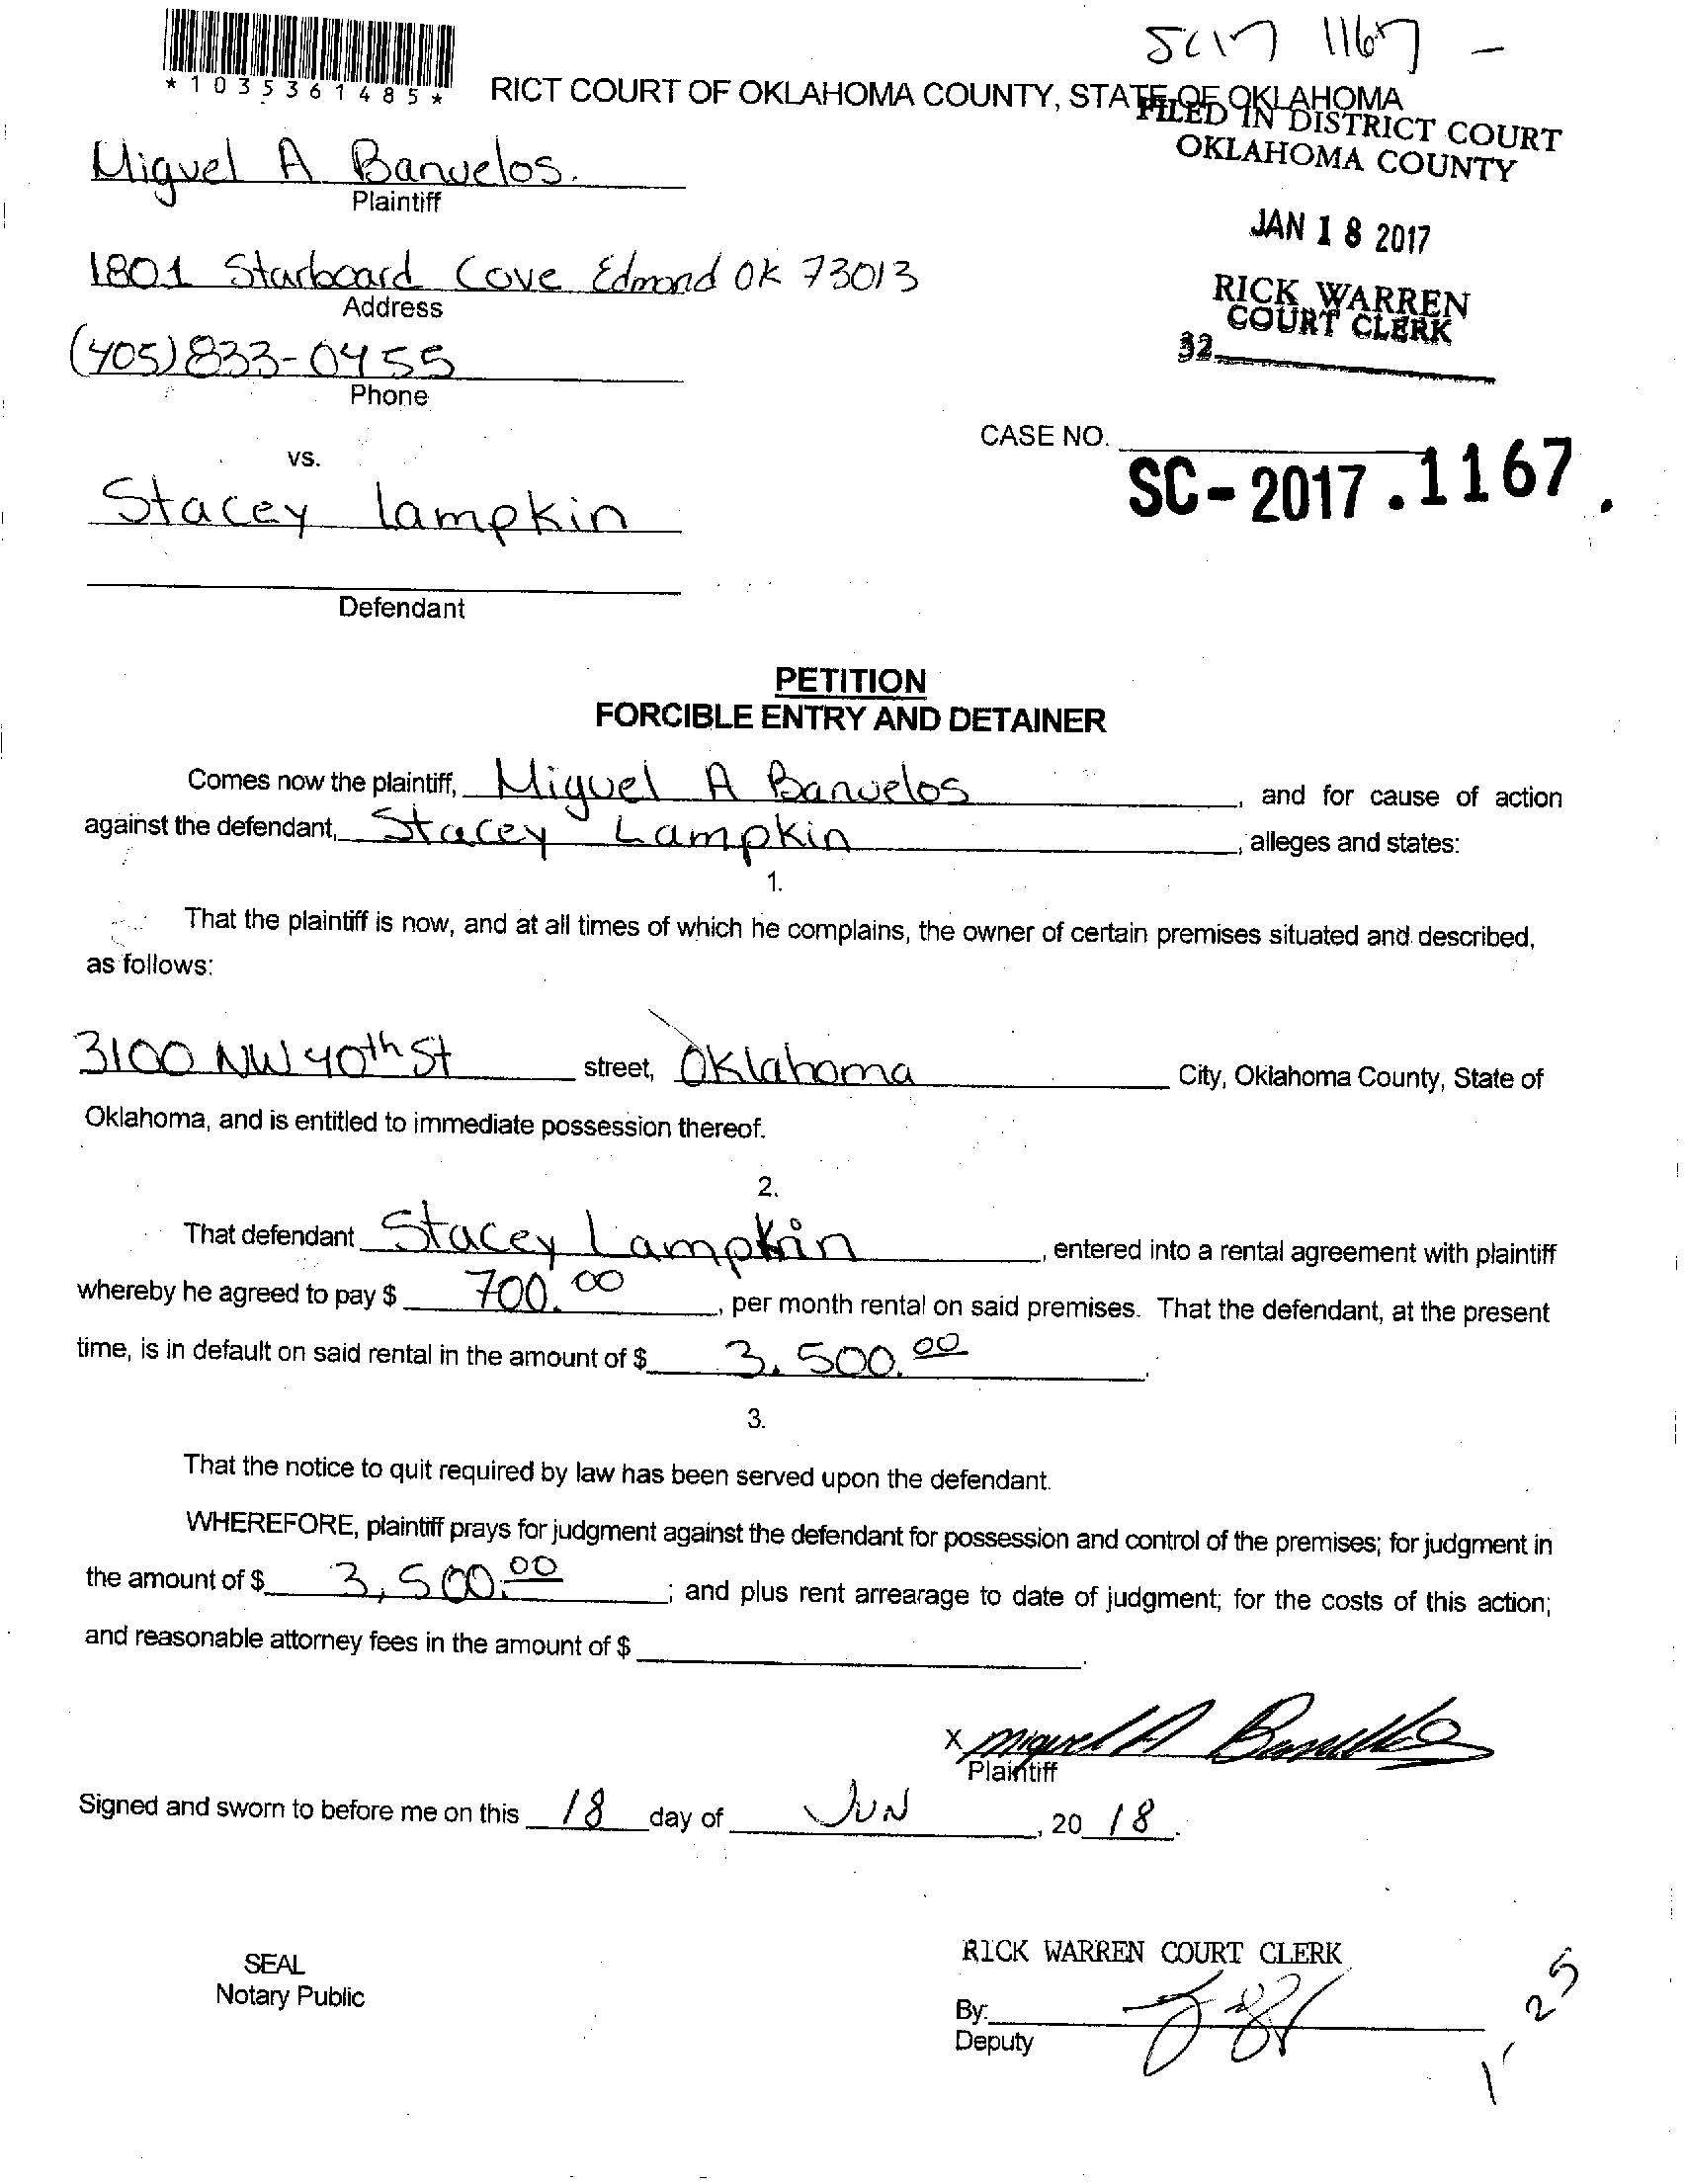 SC17 1167 -
*1035361485*
RICT COURT OF OKLAHOMA COUNTY, STATE OF OKLAHOMA
FILED IN DISTRICT COURT
OKLAHOMA COUNTY
Miguel A Banuelos.
Plaintiff
JAN 18 2017
1801 Starboard Cove Edmond OK 73013
Address
RICK WARREN
COURT CLERK
32
(405) 833-0455
Phone
CASE NO.
SC-2017.1167.
vs.
Stacey Lampkin
Defendant
PETITION
FORCIBLE ENTRY AND DETAINER
Comes now the plaintiff, Miguel A Banuelos, and for cause of action
against the defendant, Stacey Lampkin, alleges and states:
1.
That the plaintiff is now, and at all times of which he complains, the owner of certain premises situated and described,
as follows:
3100 NW 40th St street, Oklahoma City, Oklahoma County, State of
Oklahoma, and is entitled to immediate possession thereof.
2.
That defendant Stacey Lampkin, entered into a rental agreement with plaintiff
whereby he agreed to pay $ 700.00, per month rental on said premises. That the defendant, at the present
time, is in default on said rental in the amount of $ 3.500.00.
3.
That the notice to quit required by law has been served upon the defendant.
WHEREFORE, plaintiff prays for judgment against the defendant for possession and control of the premises; for judgment in
the amount of $ 3,500.00; and plus rent arrearage to date of judgment; for the costs of this action;
and reasonable attorney fees in the amount of $ .
X Miguel A Banuelos
Plaintiff
Signed and sworn to before me on this 18 day of JUN, 20 18.
SEAL
Notary Public
RICK WARREN COURT CLERK
By:
Deputy
1-25